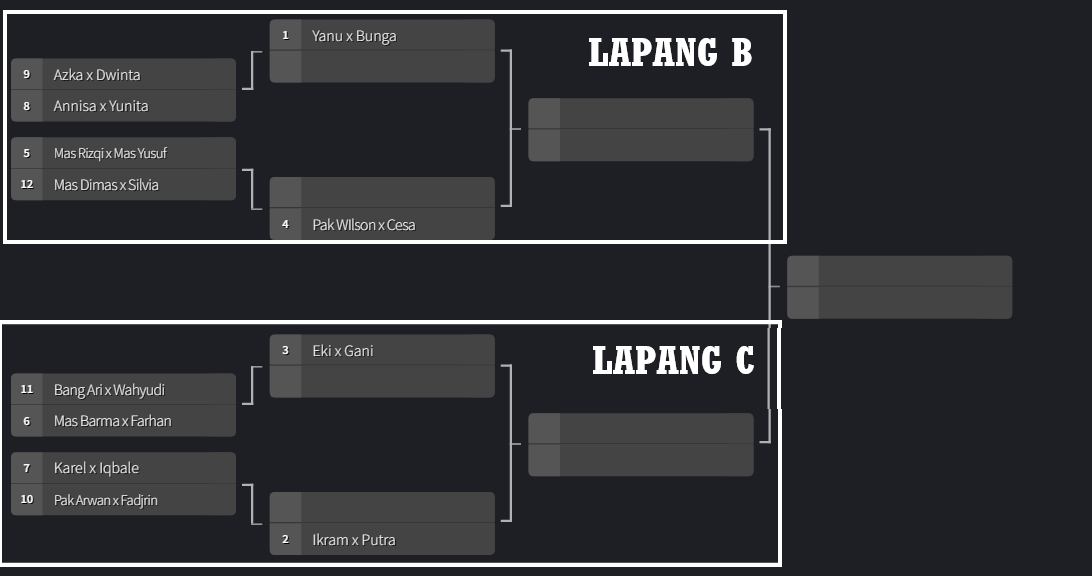 1 Yanu x Bunga
LAPANG B
9 Azka x Dwinta
8 Annisa x Yunita
5 Mas Rizqi x Mas Yusuf
12 Mas Dimas x Silvia
4 Pak WIlson x Cesa
3 Eki x Gani
LAPANG C
11 Bang Ari x Wahyudi
6 Mas Barma x Farhan
7 Karel x Iqbale
10 Pak Arwan x Fadjrin
2 Ikram x Putra